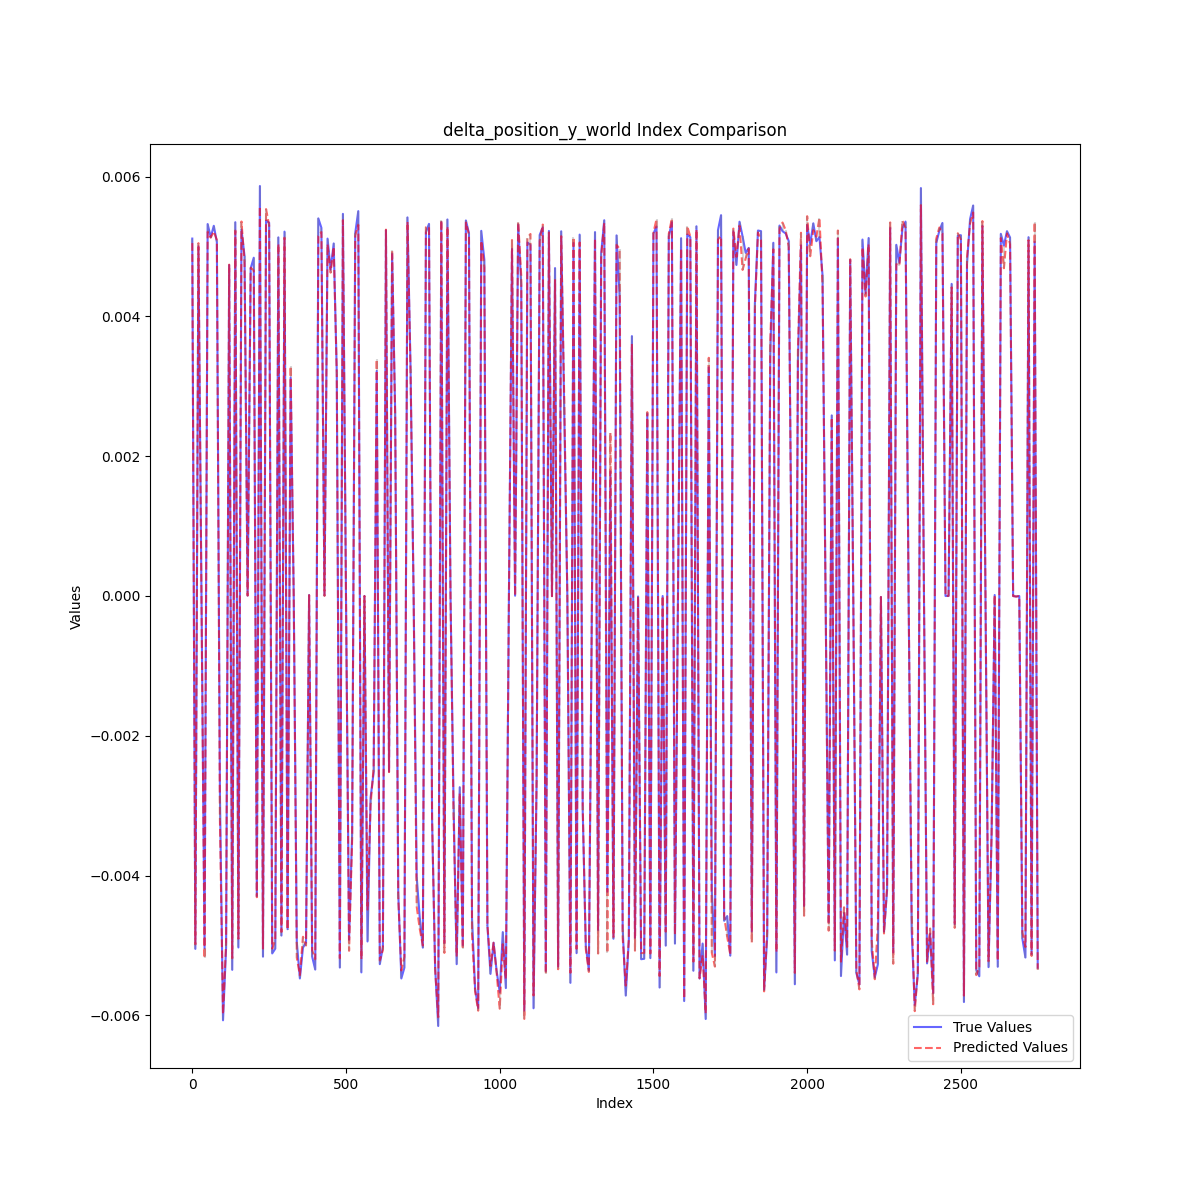 delta_position_y_world Index Comparison
0.006
0.004
0.002
0.000
−0.002
−0.004
−0.006
Values
0
500
1000
1500
2000
2500
Index
True Values
Predicted Values